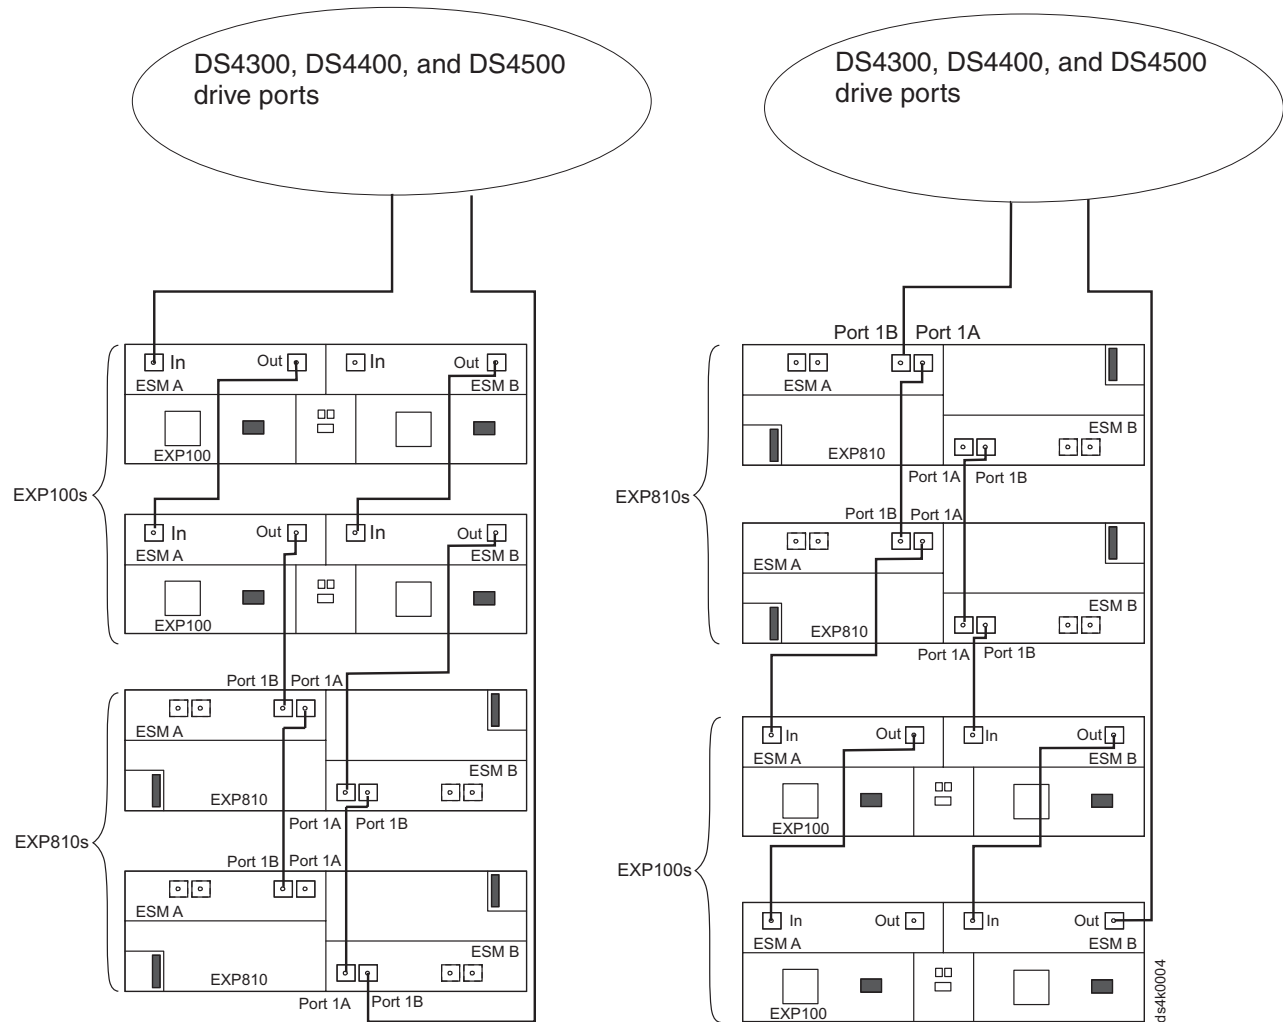 DS4300, DS4400, and DS4500
drive ports
In
Out
In
Out
ESM A
ESM B
EXP100
EXP100s
In
Out
In
Out
ESM A
ESM B
EXP100
Port 1B
Port 1A
ESM A
ESM B
EXP810
Port 1A
Port 1B
EXP810s
Port 1B
Port 1A
ESM A
ESM B
EXP810
Port 1A
Port 1B
DS4300, DS4400, and DS4500
drive ports
Port 1B
Port 1A
ESM A
ESM B
EXP810
Port 1A
Port 1B
EXP810s
Port 1B
Port 1A
ESM A
ESM B
EXP810
Port 1A
Port 1B
In
Out
In
Out
ESM A
ESM B
EXP100
EXP100s
In
Out
In
Out
ESM A
ESM B
EXP100
ds4k0004